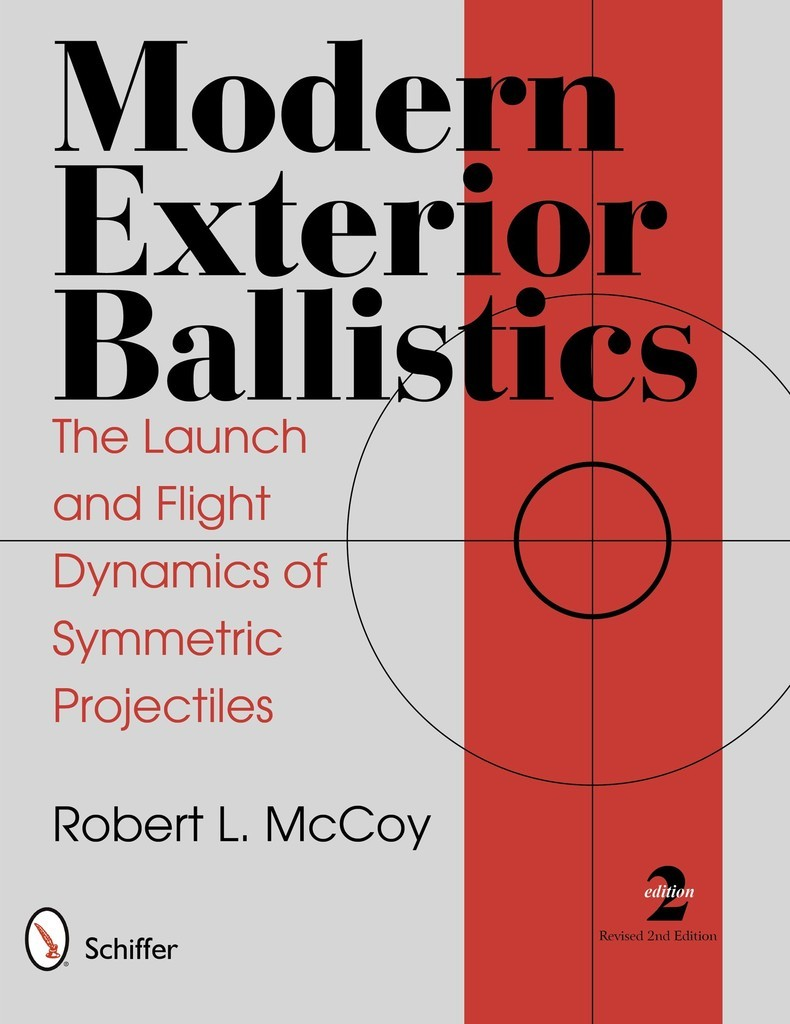 Modern
Exterior
Ballistics
The Launch
and Flight
Dynamics of
Symmetric
Projectiles
Robert L. McCoy
2
edition
Revised 2nd Edition
Schiffer